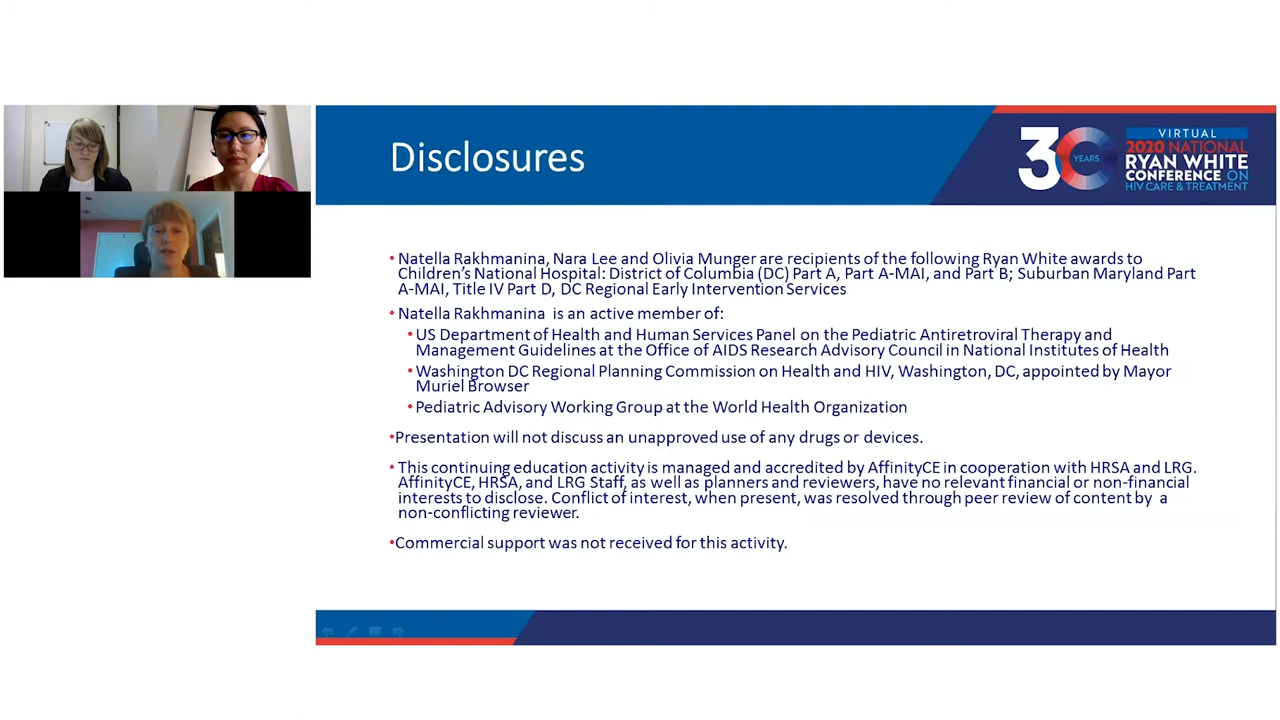 Disclosures
30
YEARS
VIRTUAL
2020 NATIONAL
RYAN WHITE
CONFERENCE ON
HIV CARE & TREATMENT
• Natella Rakhmanina, Nara Lee and Olivia Munger are recipients of the following Ryan White awards to
Children's National Hospital: District of Columbia (DC) Part A, Part A-MAI, and Part B; Suburban Maryland Part
A-MAI, Title IV Part D, DC Regional Early Intervention Services
• Natella Rakhmanina is an active member of:
• US Department of Health and Human Services Panel on the Pediatric Antiretroviral Therapy and
Management Guidelines at the Office of AIDS Research Advisory Council in National Institutes of Health
• Washington DC Regional Planning Commission on Health and HIV, Washington, DC, appointed by Mayor
Muriel Browser
• Pediatric Advisory Working Group at the World Health Organization
•Presentation will not discuss an unapproved use of any drugs or devices.
• This continuing education activity is managed and accredited by AffinityCE in cooperation with HRSA and LRG.
AffinityCE, HRSA, and LRG Staff, as well as planners and reviewers, have no relevant financial or non-financial
interests to disclose. Conflict of interest, when present, was resolved through peer review of content by a
non-conflicting reviewer.
•Commercial support was not received for this activity.